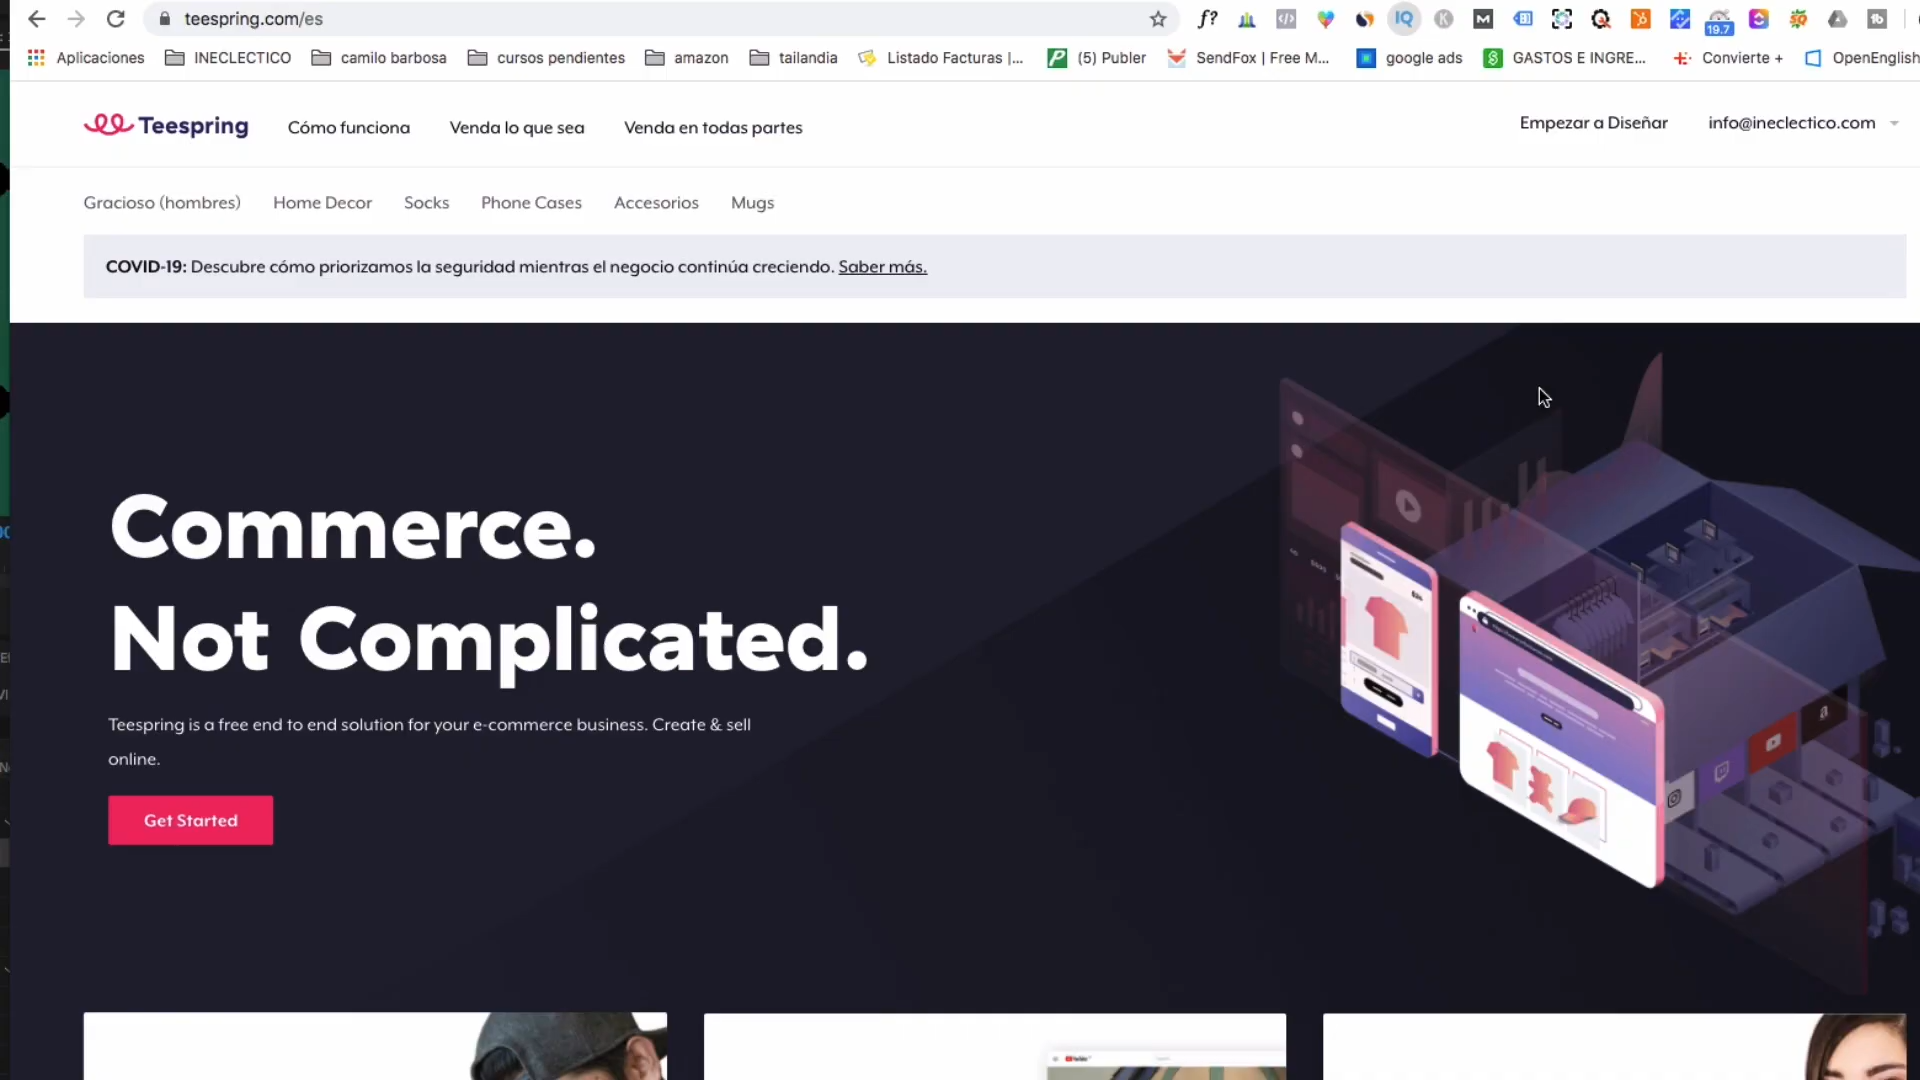 teespring.com/es
f?
IQ
K
M
19.7
Aplicaciones
INECLECTICO
camilo barbosa
cursos pendientes
amazon
tailandia
Listado Facturas |...
(5) Publer
SendFox | Free M...
google ads
GASTOS E INGRE...
Convierte +
OpenEnglish
Teespring
Cómo funciona
Venda lo que sea
Venda en todas partes
Empezar a Diseñar
info@ineclectico.com
Gracioso (hombres)
Home Decor
Socks
Phone Cases
Accesorios
Mugs
COVID-19: Descubre cómo priorizamos la seguridad mientras el negocio continúa creciendo. Saber más.
Commerce.
Not Complicated.
Teespring is a free end to end solution for your e-commerce business. Create & sell
online.
Get Started
YouTube